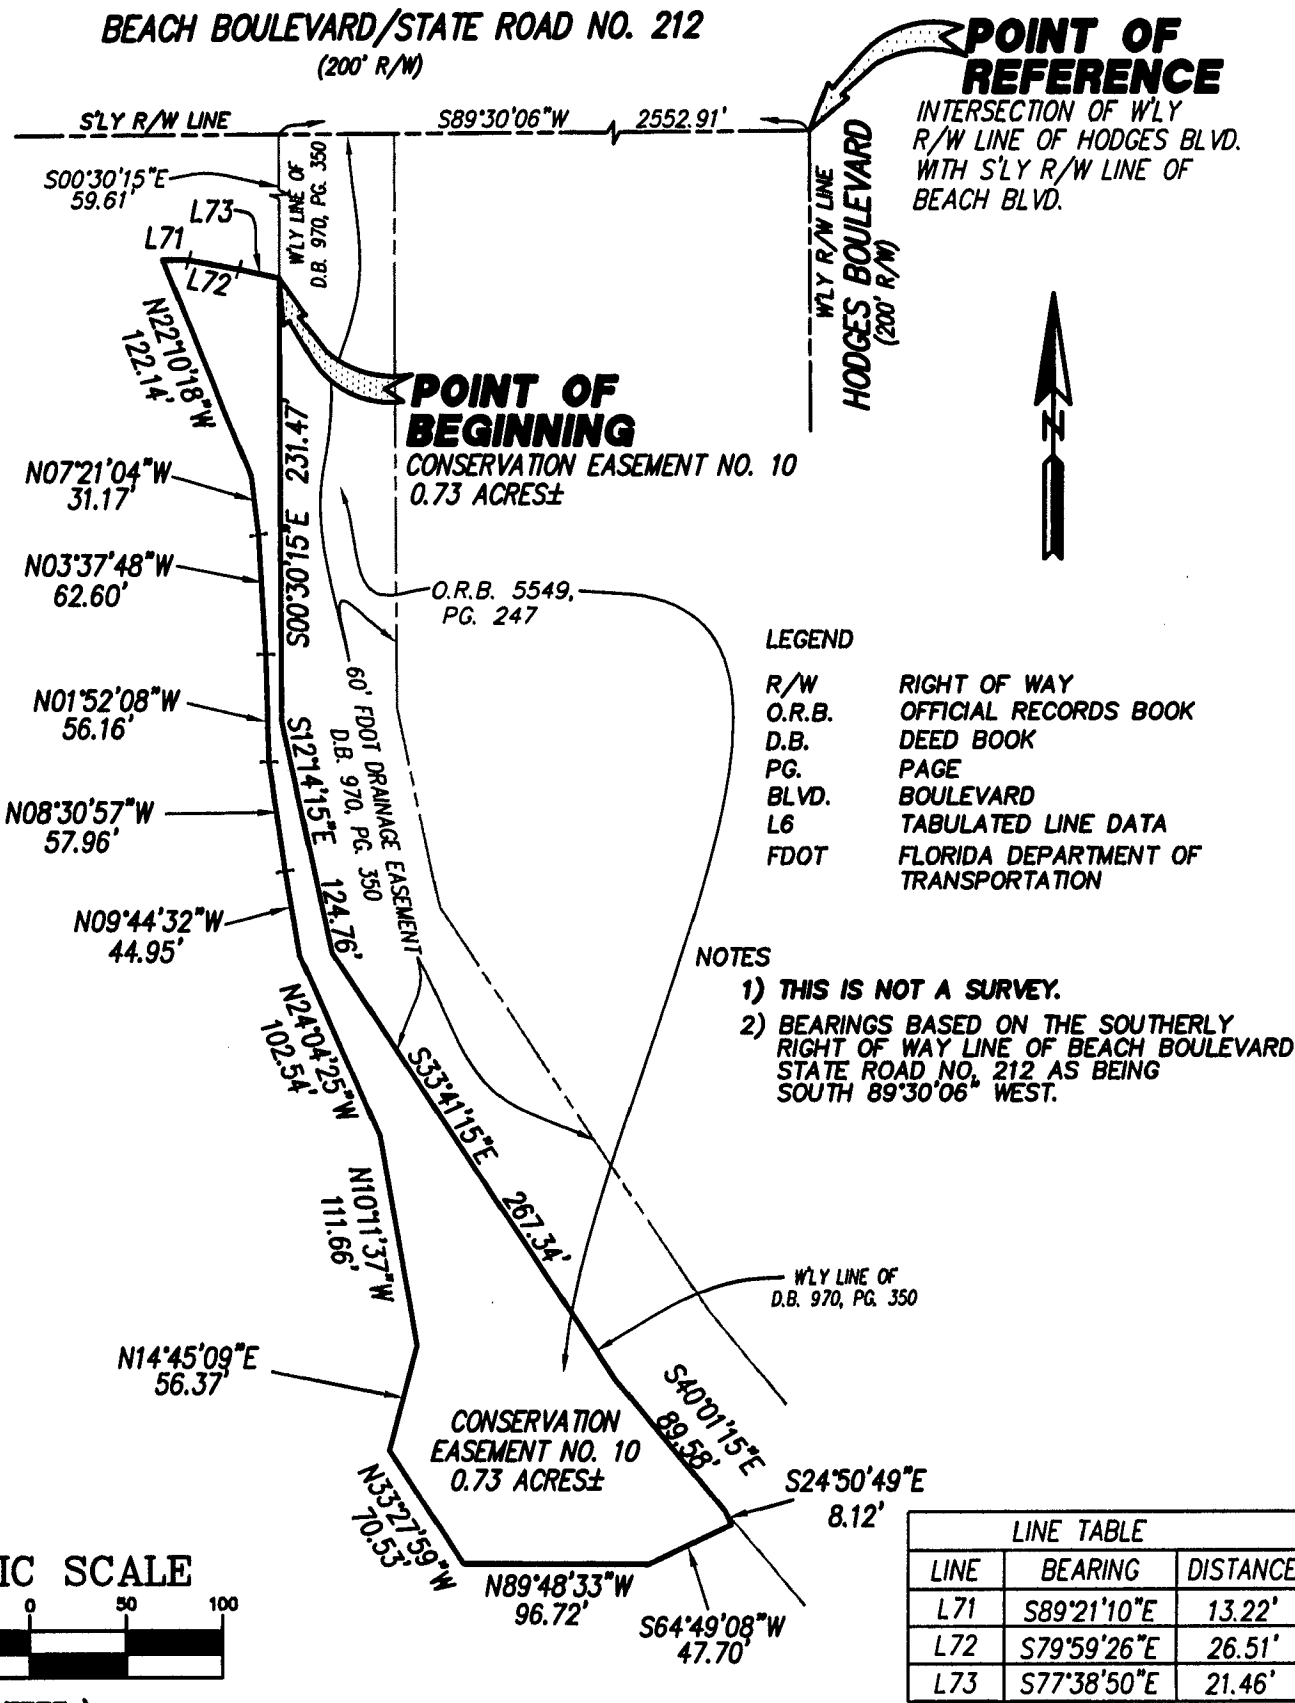 BEACH BOULEVARD/STATE ROAD NO. 212
(200' R/W)
POINT OF
REFERENCE
INTERSECTION OF W'LY
R/W LINE OF HODGES BLVD.
WITH S'LY R/W LINE OF
BEACH BLVD.
S'LY R/W LINE
S89°30'06"W 2552.91'
S00°30'15"E
59.61'
W'LY LINE OF
D.B. 970, PG. 350
W'LY R/W LINE
HODGES BOULEVARD
(200' R/W)
L73
L71
L72
N22°10'18"W
122.14'
POINT OF
BEGINNING
CONSERVATION EASEMENT NO. 10
0.73 ACRES±
N
S00°30'15"E 231.47'
N07°21'04"W
31.17'
N03°37'48"W
62.60'
O.R.B. 5549,
PG. 247
N01°52'08"W
56.16'
S12°14'15"E 124.76'
60' FDOT DRAINAGE EASEMENT
D.B. 970, PG. 350
N08°30'57"W
57.96'
N09°44'32"W
44.95'
LEGEND
R/W RIGHT OF WAY
O.R.B. OFFICIAL RECORDS BOOK
D.B. DEED BOOK
PG. PAGE
BLVD. BOULEVARD
L6 TABULATED LINE DATA
FDOT FLORIDA DEPARTMENT OF
TRANSPORTATION
NOTES
1) THIS IS NOT A SURVEY.
2) BEARINGS BASED ON THE SOUTHERLY
RIGHT OF WAY LINE OF BEACH BOULEVARD
STATE ROAD NO. 212 AS BEING
SOUTH 89°30'06" WEST.
N24°04'25"W
102.54'
S33°41'15"E 267.34'
N10°11'37"W
111.66'
W'LY LINE OF
D.B. 970, PG. 350
N14°45'09"E
56.37'
S40°01'15"E
89.58'
CONSERVATION
EASEMENT NO. 10
0.73 ACRES±
S24°50'49"E
8.12'
N33°27'59"W
70.53'
N89°48'33"W
96.72'
S64°49'08"W
47.70'
IC SCALE
0 50 100
LINE TABLE
LINE BEARING DISTANCE
L71 S89°21'10"E 13.22'
L72 S79°59'26"E 26.51'
L73 S77°38'50"E 21.46'